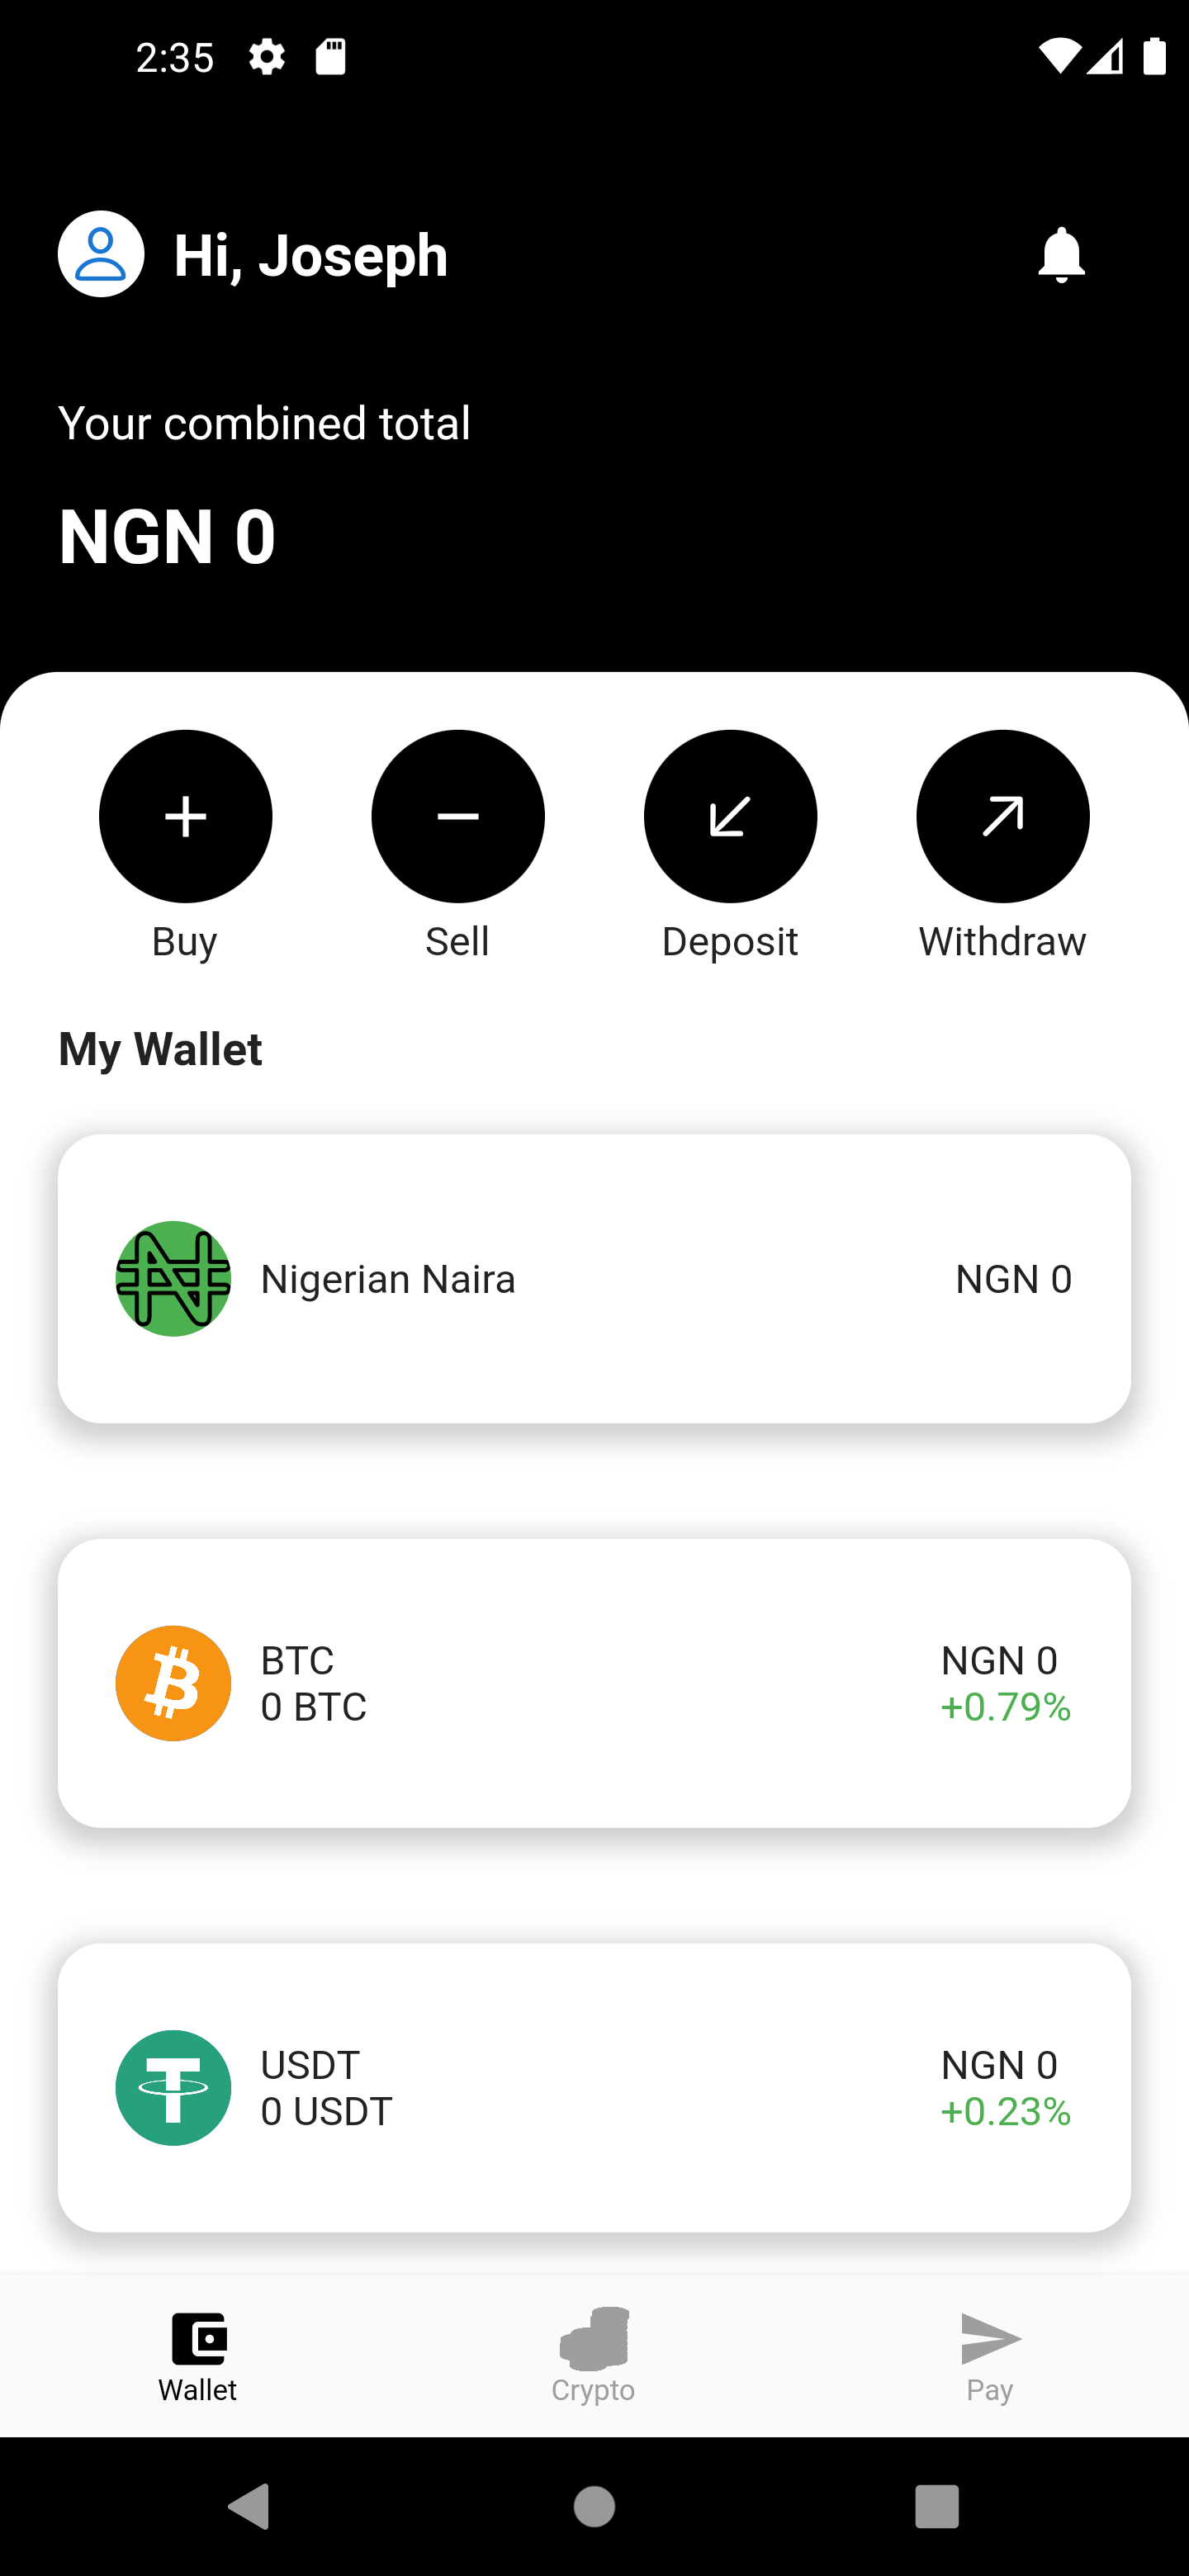 2:35
Hi, Joseph
Your combined total
NGN 0
Buy
Sell
Deposit
Withdraw
My Wallet
Nigerian Naira
NGN 0
BTC
0 BTC
NGN 0
+0.79%
USDT
0 USDT
NGN 0
+0.23%
Wallet
Crypto
Pay